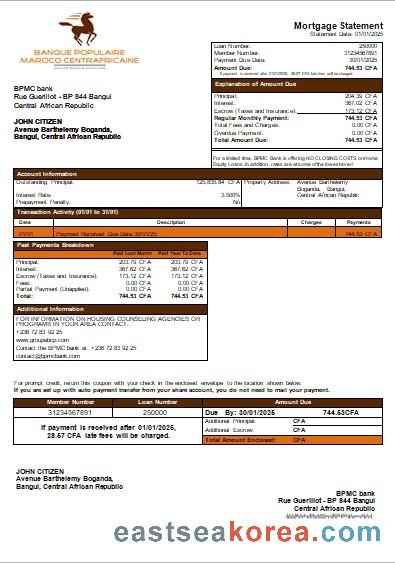 BANQUE POPULAIRE
MAROCO CENTRAFRICAINE
Mortgage Statement
Statement Date: 01/01/2025
Loan Number: 250000
Member Number: 31234567891
Payment Due Date: 30/01/2025
Amount Due: 744.53 CFA
If payment is received after 01/01/2025, 28.57 CFA late fees will be charged.
BPMC bank
Rue Guerillot - BP 844 Bangui
Central African Republic
JOHN CITIZEN
Avenue Barthelemy Boganda,
Bangui, Central African Republic
Explanation of Amount Due
Principal: 204.39 CFA
Interest: 367.02 CFA
Escrow (Taxes and Insurance): 173.12 CFA
Regular Monthly Payment: 744.53 CFA
Total Fees and Charges: 0.00 CFA
Overdue Payment: 0.00 CFA
Total Amount Due: 744.53 CFA
For a limited time, BPMC Bank is offering NO CLOSING COSTS on Home
Equity Loans. In addition, rates are at some of the lowest ever!
Account Information
Outstanding Principal: 125,835.84 CFA
Interest Rate: 3.500%
Prepayment Penalty: No
Property Address: Avenue Barthelemy
Boganda, Bangui,
Central African Republic
Transaction Activity (01/01 to 31/01)
Date Description Charges Payments
01/01 Payment Received Due Date 30/01/25 744.53 CFA
Past Payments Breakdown
Paid Last Month Paid Year To Date
Principal: 203.79 CFA 203.79 CFA
Interest: 367.62 CFA 367.62 CFA
Escrow (Taxes and Insurance): 173.12 CFA 173.12 CFA
Fees: 0.00 CFA 0.00 CFA
Partial Payment (Unapplied): 0.00 CFA 0.00 CFA
Total: 744.53 CFA 744.53 CFA
Additional Information
FOR INFORMATION ON HOUSING COUNSELING AGENCIES OR
PROGRAMS IN YOUR AREA CONTACT:
+236 72 83 92 25
www.groupebcp.com
Contact the BPMC bank at: +236 72 83 92 25
contact@bpmcbank.com
For prompt credit, return this coupon with your check in the enclosed envelope to the location shown below.
If you are set up with auto payment transfer from your share account, you do not need to mail your payment.
Member Number Loan Number Amount Due
31234567891 250000 Due By: 30/01/2025 744.53CFA
If payment is received after 01/01/2025,
28.57 CFA late fees will be charged.
Additional Principal: CFA
Additional Escrow: CFA
Total Amount Enclosed: CFA
JOHN CITIZEN
Avenue Barthelemy Boganda,
Bangui, Central African Republic
BPMC bank
Rue Guerillot - BP 844 Bangui
Central African Republic
eastseakorea.com